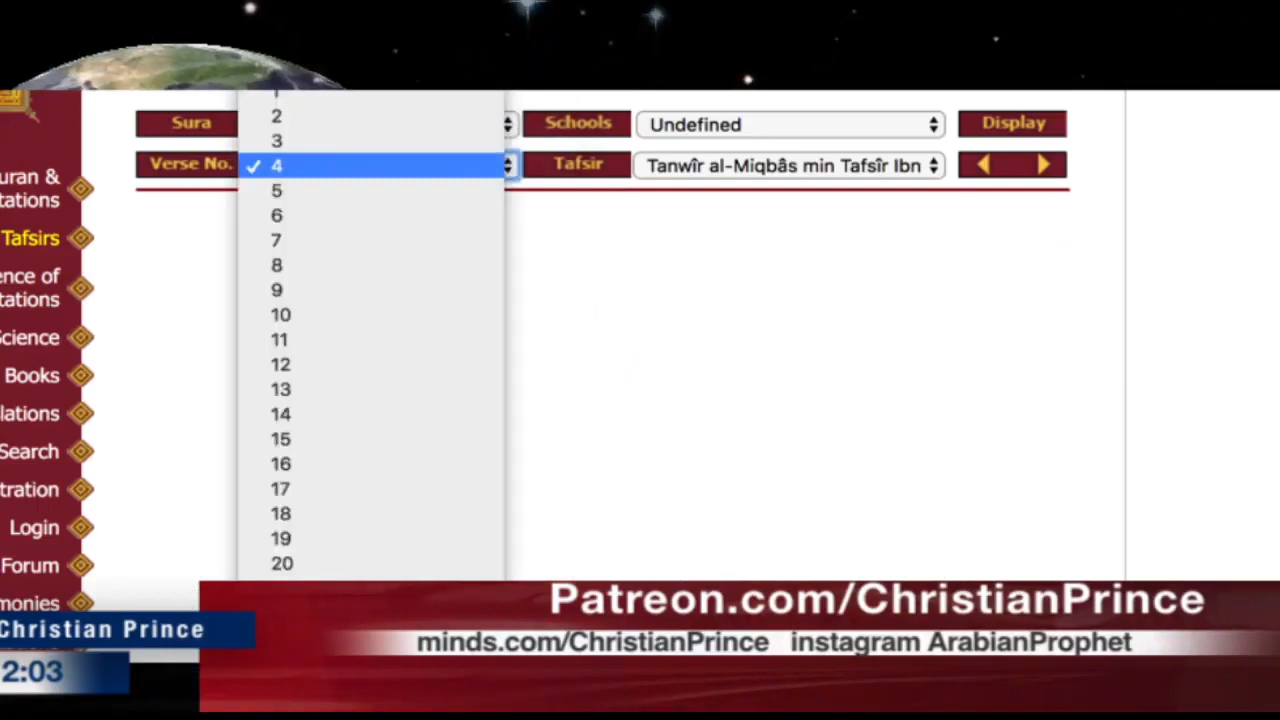 Sura
Schools
Undefined
Display
Verse No.
Tafsir
Tanwîr al-Miqbâs min Tafsîr Ibn
2
3
✓ 4
5
6
7
8
9
10
11
12
13
14
15
16
17
18
19
20
uran &
tations
Tafsirs
ence of
tations
Science
Books
lations
Search
tration
Login
Forum
monies
Christian Prince
2:03
Patreon.com/ChristianPrince
minds.com/ChristianPrince instagram ArabianProphet